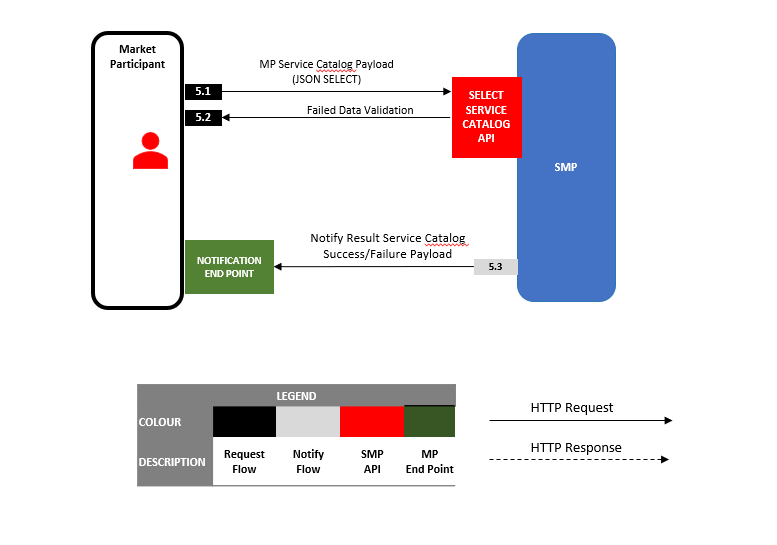 Market
Participant
MP Service Catalog Payload
(JSON SELECT)
5.1
5.2
Failed Data Validation
SELECT
SERVICE
CATALOG
API
SMP
NOTIFICATION
END POINT
Notify Result Service Catalog
Success/Failure Payload
5.3
LEGEND
COLOUR
DESCRIPTION
Request
Flow
Notify
Flow
SMP
API
MP
End Point
HTTP Request
HTTP Response